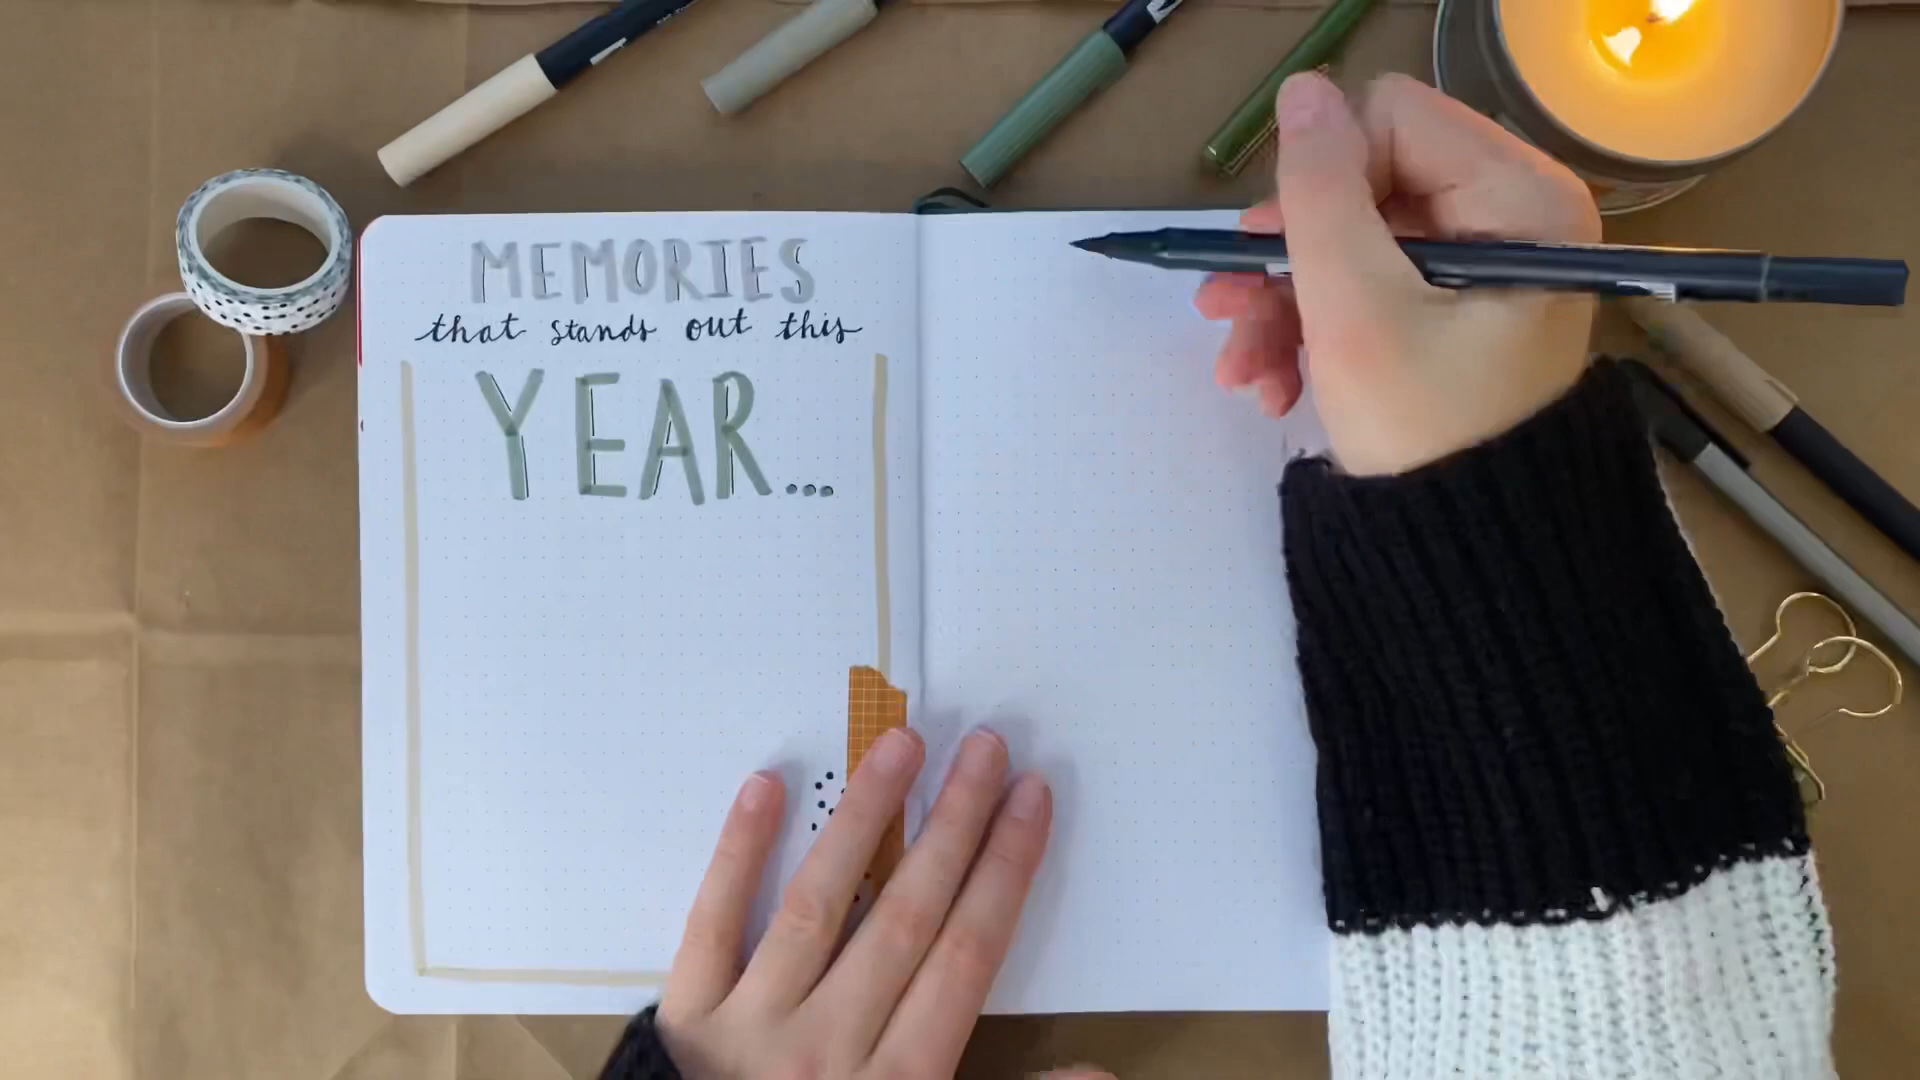 MEMORIES
that stands out this
YEAR...